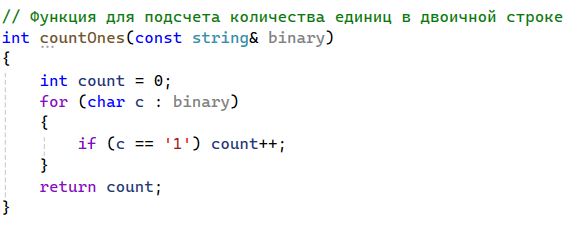 // Функция для подсчета количества единиц в двоичной строке
int countOnes(const string& binary)
{
    int count = 0;
    for (char c : binary)
    {
        if (c == '1') count++;
    }
    return count;
}